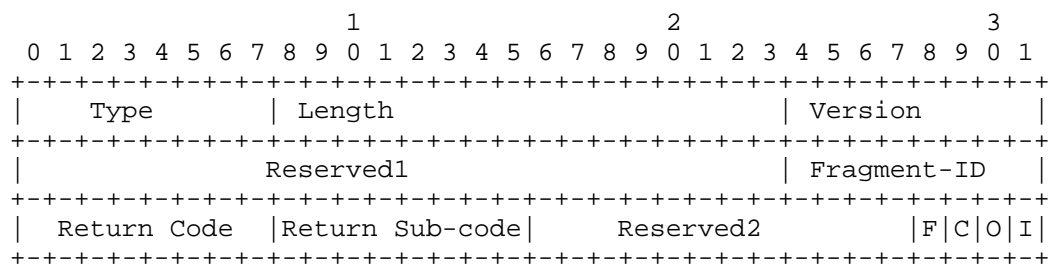 1                   2                   3
 0 1 2 3 4 5 6 7 8 9 0 1 2 3 4 5 6 7 8 9 0 1 2 3 4 5 6 7 8 9 0 1
+-+-+-+-+-+-+-+-+-+-+-+-+-+-+-+-+-+-+-+-+-+-+-+-+-+-+-+-+-+-+-+-+
|    Type       | Length                        | Version       |
+-+-+-+-+-+-+-+-+-+-+-+-+-+-+-+-+-+-+-+-+-+-+-+-+-+-+-+-+-+-+-+-+
|               Reserved1                       | Fragment-ID   |
+-+-+-+-+-+-+-+-+-+-+-+-+-+-+-+-+-+-+-+-+-+-+-+-+-+-+-+-+-+-+-+-+
|  Return Code  |Return Sub-code|     Reserved2         |F|C|O|I|
+-+-+-+-+-+-+-+-+-+-+-+-+-+-+-+-+-+-+-+-+-+-+-+-+-+-+-+-+-+-+-+-+